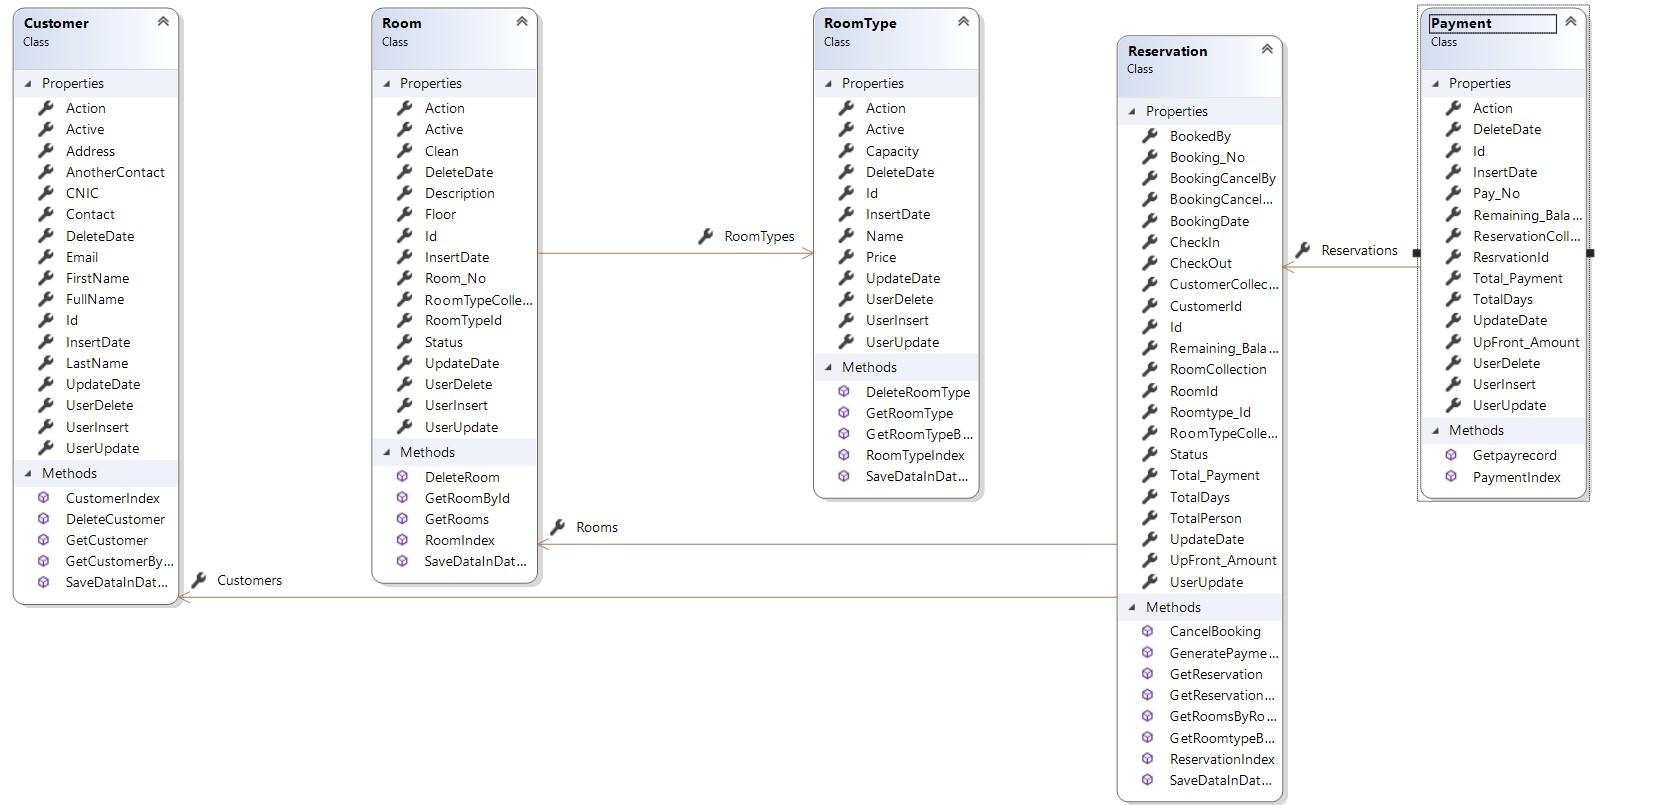 Customer
Class
Properties
Action
Active
Address
AnotherContact
CNIC
Contact
DeleteDate
Email
FirstName
FullName
Id
InsertDate
LastName
UpdateDate
UserDelete
UserInsert
UserUpdate
Methods
CustomerIndex
DeleteCustomer
GetCustomer
GetCustomerBy...
SaveDataInDat...
Customers
Room
Class
Properties
Action
Active
Clean
DeleteDate
Description
Floor
Id
InsertDate
Room_No
RoomTypeColle...
RoomTypeId
Status
UpdateDate
UserDelete
UserInsert
UserUpdate
Methods
DeleteRoom
GetRoomById
GetRooms
RoomIndex
SaveDataInDat...
Rooms
RoomTypes
RoomType
Class
Properties
Action
Active
Capacity
DeleteDate
Id
InsertDate
Name
Price
UpdateDate
UserDelete
UserInsert
UserUpdate
Methods
DeleteRoomType
GetRoomType
GetRoomTypeB...
RoomTypeIndex
SaveDataInDat...
Reservation
Class
Properties
BookedBy
Booking_No
BookingCancelBy
BookingCancel...
BookingDate
CheckIn
CheckOut
CustomerCollec...
CustomerId
Id
Remaining_Bala...
RoomCollection
RoomId
Roomtype_Id
RoomTypeColle...
Status
Total_Payment
TotalDays
TotalPerson
UpdateDate
UpFront_Amount
UserUpdate
Methods
CancelBooking
GeneratePayme...
GetReservation
GetReservation...
GetRoomsByRo...
GetRoomtypeB...
ReservationIndex
SaveDataInDat...
Reservations
Payment
Class
Properties
Action
DeleteDate
Id
InsertDate
Pay_No
Remaining_Bala...
ReservationColl...
ResrvationId
Total_Payment
TotalDays
UpdateDate
UpFront_Amount
UserDelete
UserInsert
UserUpdate
Methods
Getpayrecord
PaymentIndex